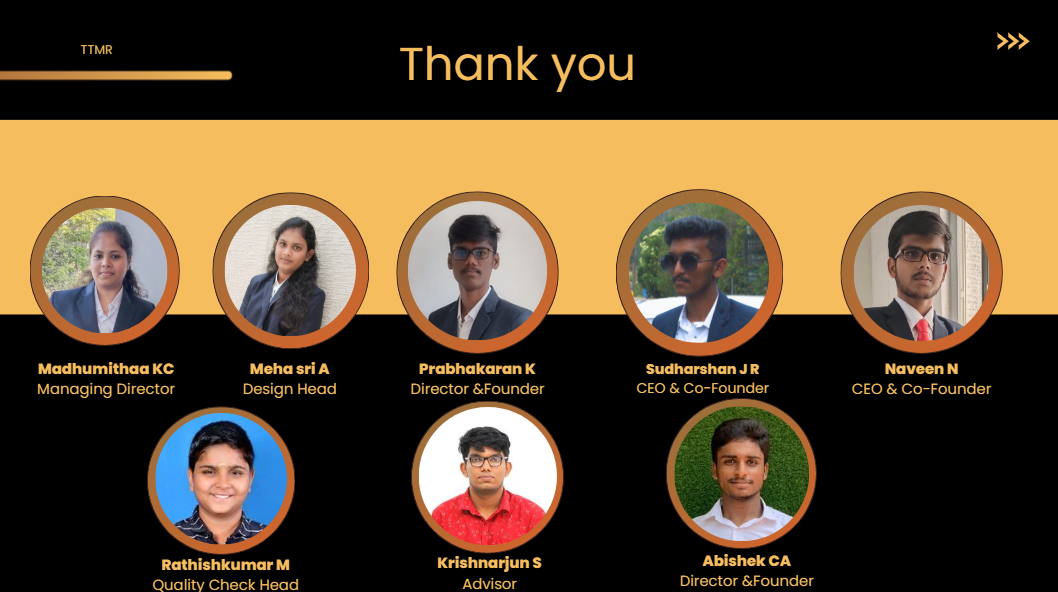 TTMR
Thank you
Madhumithaa KC
Managing Director
Meha sri A
Design Head
Prabhakaran K
Director &Founder
Sudharshan J R
CEO & Co-Founder
Naveen N
CEO & Co-Founder
Rathishkumar M
Quality Check Head
Krishnarjun S
Advisor
Abishek CA
Director &Founder